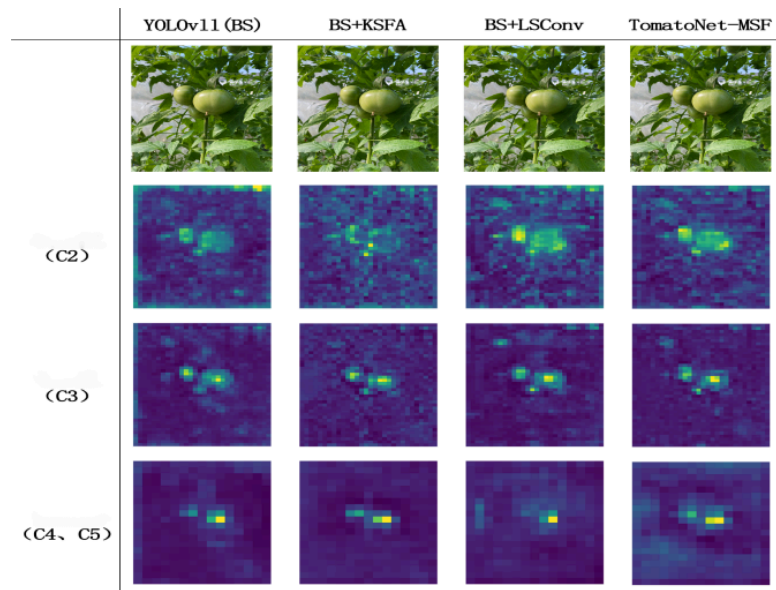 YOLOv11(BS) BS+KSFA BS+LSConv TomatoNet-MSF
(C2)
(C3)
(C4、C5)